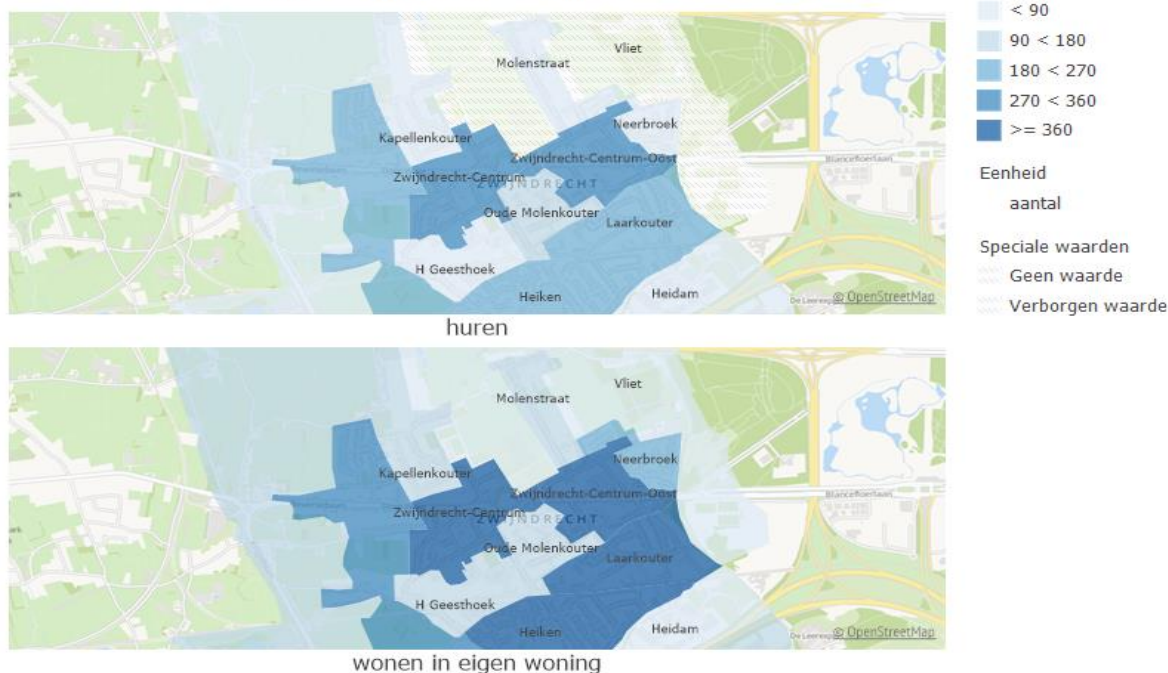 Vliet
Molenstraat
Neerbroek
Kapellenkouter
Zwijndrecht-Centrum-Oost
Zwijndrecht-Centrum
ZWIJNDRECHT
Oude Molenkouter
Laarkouter
H Geesthoek
Heiken
Heidam
© OpenStreetMap
huren
Vliet
Molenstraat
Neerbroek
Kapellenkouter
Zwijndrecht-Centrum-Oost
Zwijndrecht-Centrum
ZWIJNDRECHT
Oude Molenkouter
Laarkouter
H Geesthoek
Heiken
Heidam
© OpenStreetMap
wonen in eigen woning
< 90
90 < 180
180 < 270
270 < 360
>= 360
Eenheid
aantal
Speciale waarden
Geen waarde
Verborgen waarde